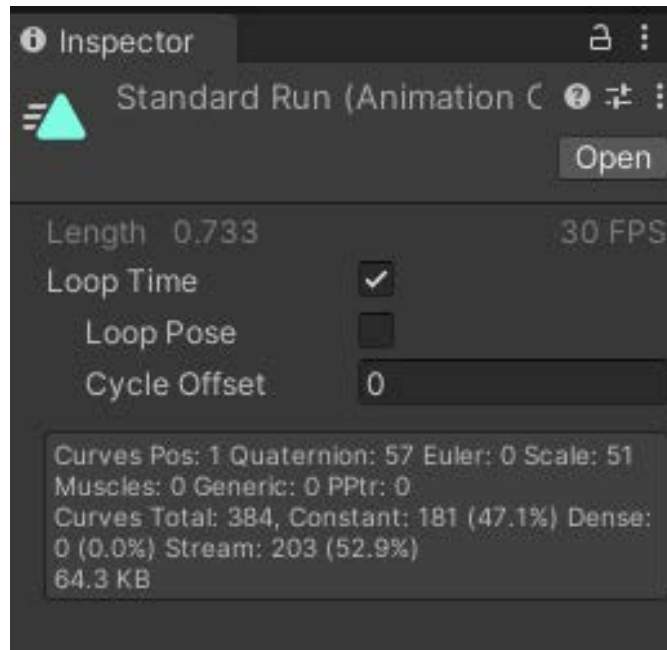 Inspector
Standard Run (Animation C
Open
Length 0.733 30 FPS
Loop Time
Loop Pose
Cycle Offset 0
Curves Pos: 1 Quaternion: 57 Euler: 0 Scale: 51
Muscles: 0 Generic: 0 PPtr: 0
Curves Total: 384, Constant: 181 (47.1%) Dense:
0 (0.0%) Stream: 203 (52.9%)
64.3 KB